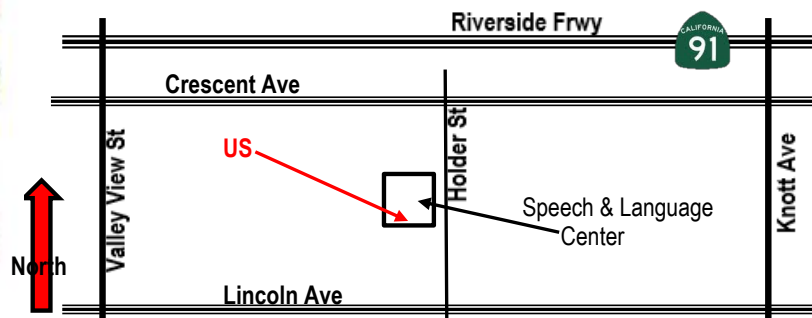 Riverside Frwy
CALIFORNIA
91
Crescent Ave
Valley View St
US
Holder St
Speech & Language
Center
Knott Ave
North
Lincoln Ave